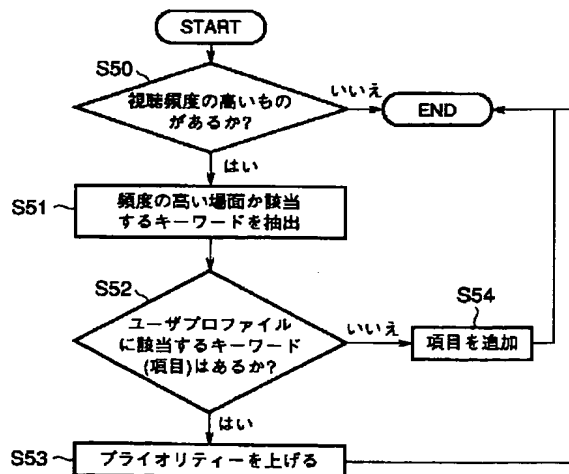 START
S50
視聴頻度の高いもの
があるか?
いいえ
END
はい
S51
頻度の高い場面か該当
するキーワードを抽出
S52
ユーザプロファイル
に該当するキーワード
(項目)はあるか?
いいえ
S54
項目を追加
はい
S53
プライオリティーを上げる